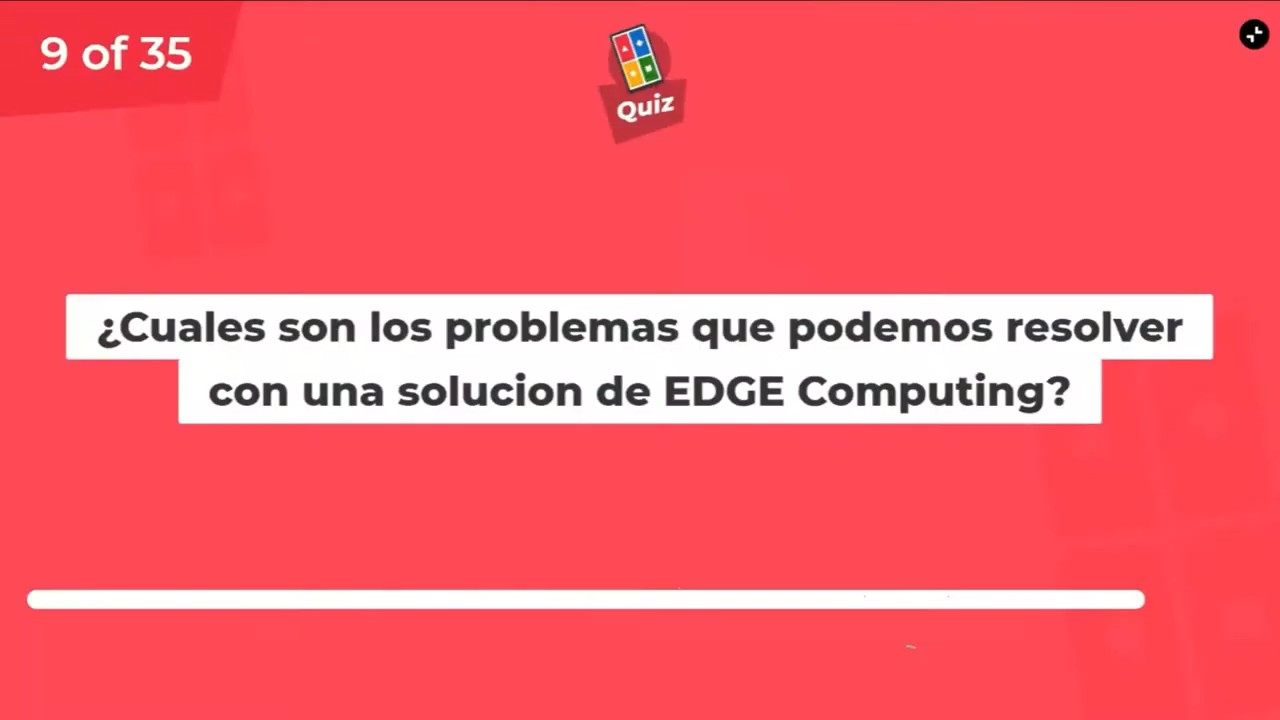 9 of 35
Quiz
¿Cuales son los problemas que podemos resolver
con una solucion de EDGE Computing?